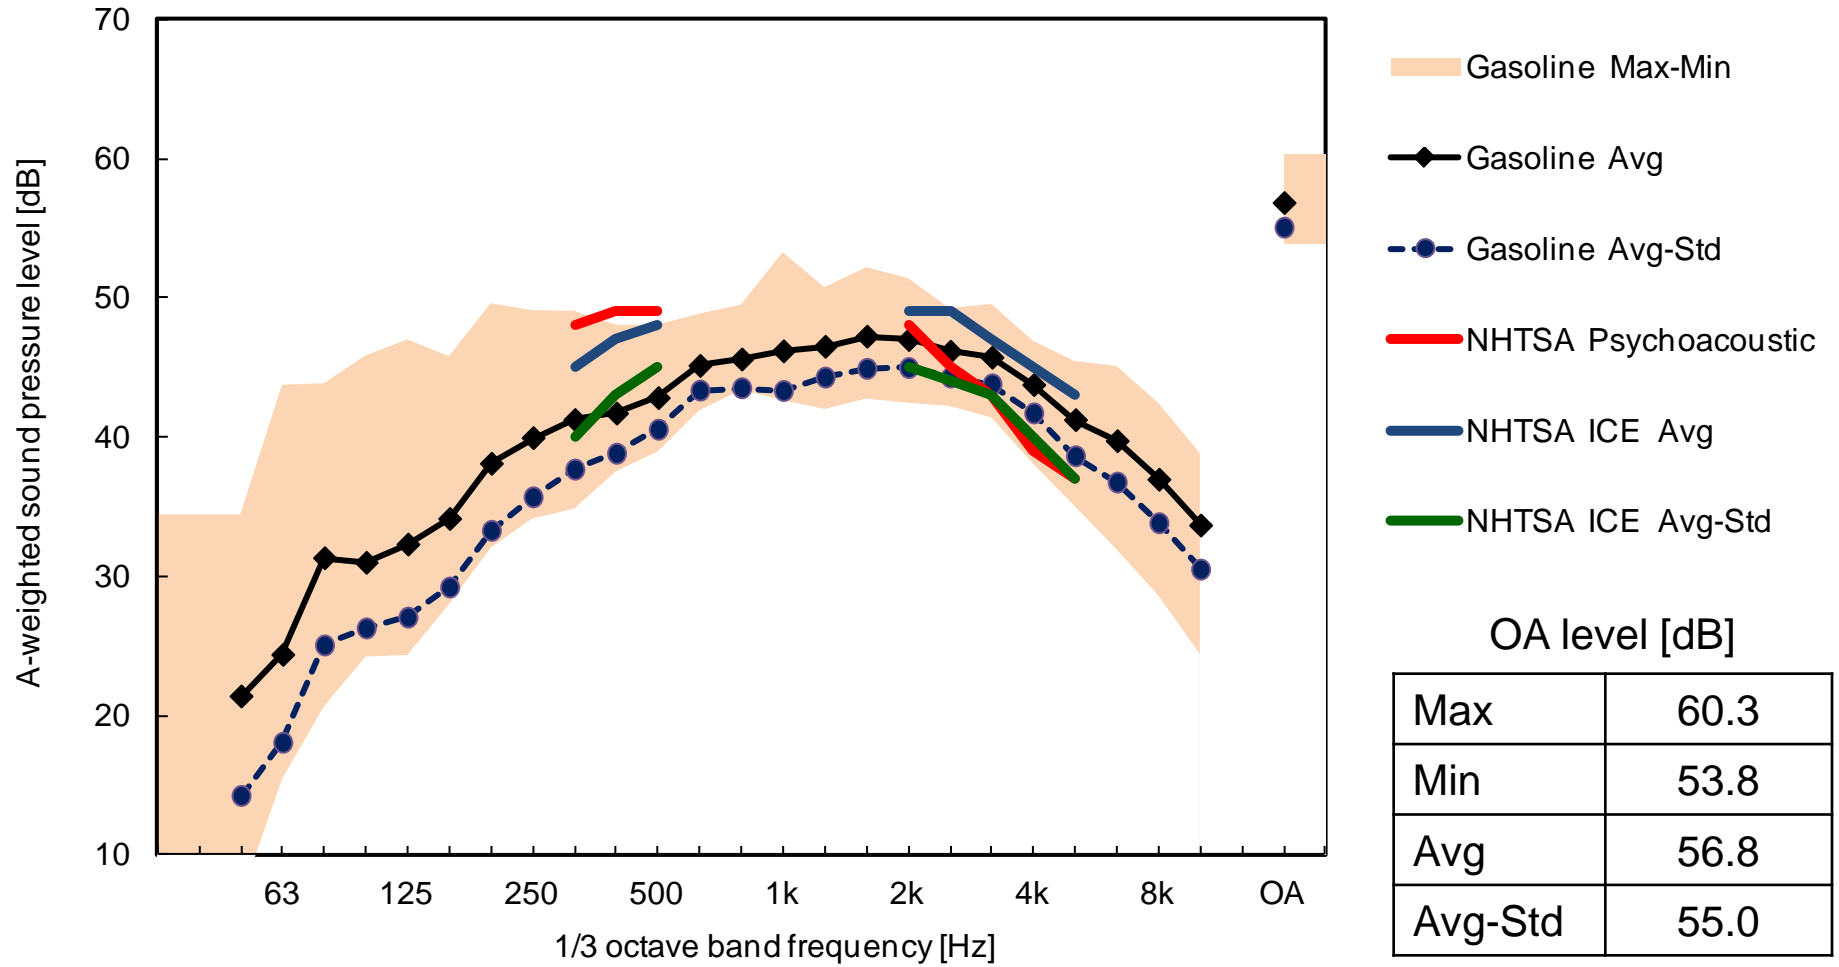 70
60
50
40
30
20
10
A-weighted sound pressure level [dB]
63 125 250 500 1k 2k 4k 8k OA
1/3 octave band frequency [Hz]
Gasoline Max-Min
Gasoline Avg
Gasoline Avg-Std
NHTSA Psychoacoustic
NHTSA ICE Avg
NHTSA ICE Avg-Std
OA level [dB]
Max 60.3
Min 53.8
Avg 56.8
Avg-Std 55.0